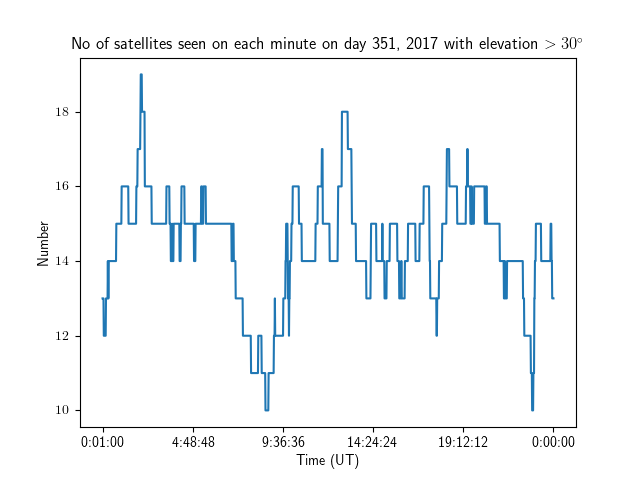 No of satellites seen on each minute on day 351, 2017 with elevation > 30°
18
16
14
12
10
Number
0:01:00 4:48:48 9:36:36 14:24:24 19:12:12 0:00:00
Time (UT)